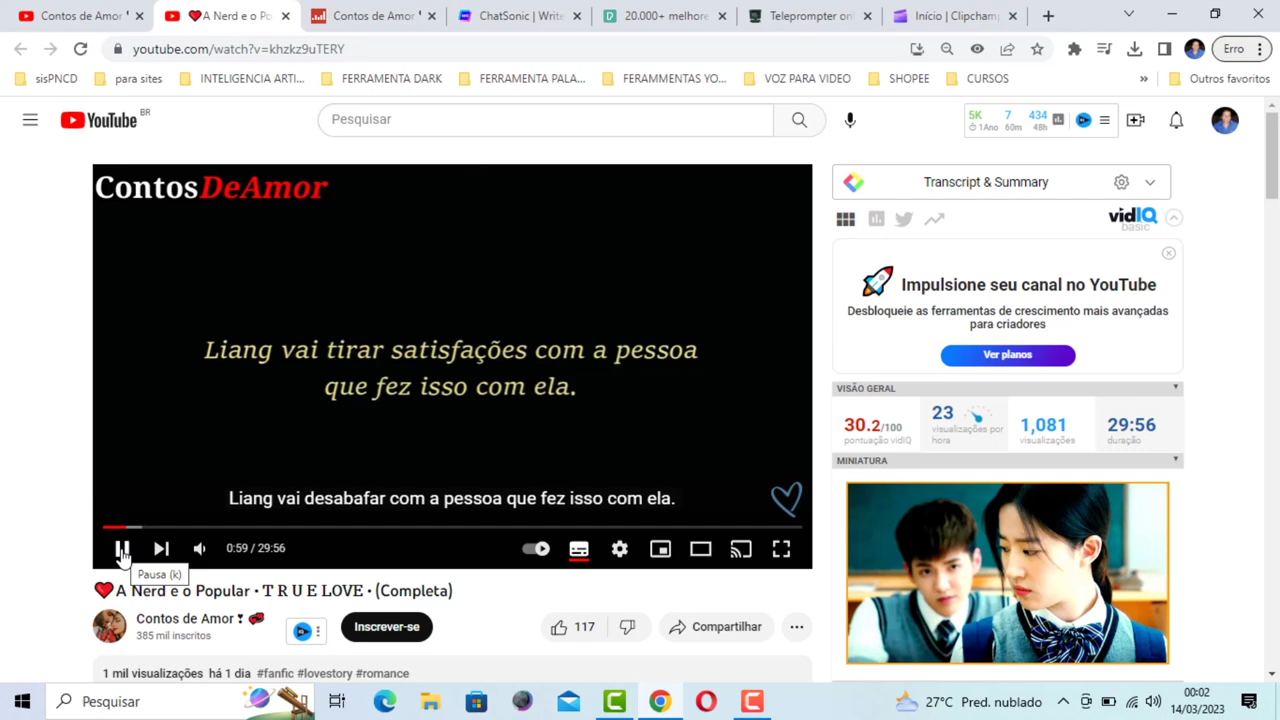 Contos de Amor
❤️A Nerd e o Po
Contos de Amor
ChatSonic | Write
20.000+ melhore
Teleprompter onl
Início | Clipcham
youtube.com/watch?v=khzkz9uTERY
Erro
sisPNCD
para sites
INTELIGENCIA ARTI...
FERRAMENTA DARK
FERRAMENTA PALA...
FERAMMENTAS YO...
VOZ PARA VIDEO
SHOPEE
CURSOS
»
Outros favoritos
YouTube BR
Pesquisar
5K 7 434
1Ano 60m 48h
ContosDeAmor
Transcript & Summary
vidIQ
basic
Impulsione seu canal no YouTube
Desbloqueie as ferramentas de crescimento mais avançadas
para criadores
Ver planos
Liang vai tirar satisfações com a pessoa
que fez isso com ela.
VISÃO GERAL
30.2/100
pontuação vidIQ
23
visualizações por
hora
1,081
visualizações
29:56
duração
MINIATURA
Liang vai desabafar com a pessoa que fez isso com ela.
0:59 / 29:56
Pausa (k)
❤️A Nerd e o Popular • T R U E LOVE • (Completa)
Contos de Amor❣ 💞
385 mil inscritos
Inscrever-se
117
Compartilhar
1 mil visualizações há 1 dia #fanfic #lovestory #romance
Pesquisar
27°C Pred. nublado
00:02
14/03/2023